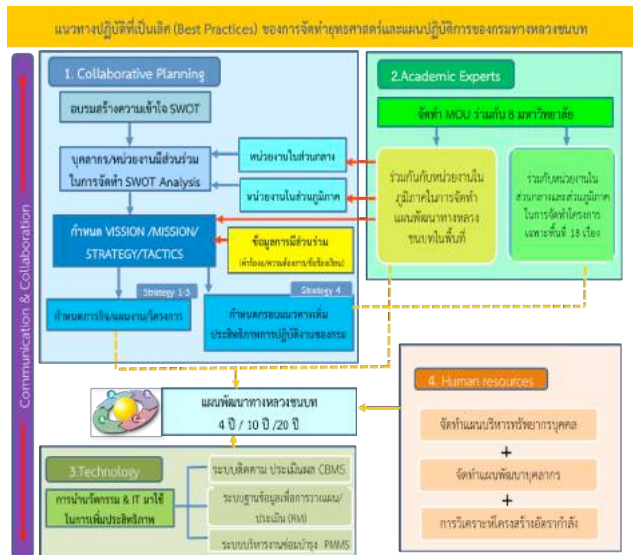 แนวทางปฏิบัติที่เป็นเลิศ (Best Practices) ของการจัดทำยุทธศาสตร์และแผนปฏิบัติการของกรมทางหลวงชนบท
Communication & Collaboration
1. Collaborative Planning
อบรมสร้างความเข้าใจ SWOT
บุคลากร/หน่วยงานมีส่วนร่วม
ในการจัดทำ SWOT Analysis
หน่วยงานในส่วนกลาง
หน่วยงานในส่วนภูมิภาค
กำหนด VISSION /MISSION/
STRATEGY/TACTICS
ข้อมูลการมีส่วนร่วม
(คำร้องขอ/ความต้องการ/ข้อร้องเรียน)
Strategy 1-3
กำหนดภารกิจ/แผนงาน/โครงการ
Strategy 4
กำหนดกรอบแนวทางเพิ่ม
ประสิทธิภาพการปฏิบัติงานของกรม
2.Academic Experts
จัดทำ MOU ร่วมกับ 8 มหาวิทยาลัย
ร่วมกันกับหน่วยงานใน
ภูมิภาคในการจัดทำ
แผนพัฒนาทางหลวง
ชนบทในพื้นที่
ร่วมกับหน่วยงานใน
ส่วนกลางและส่วนภูมิภาค
ในการจัดทำโครงการ
เฉพาะพื้นที่ 18 เรื่อง
แผนพัฒนาทางหลวงชนบท
4 ปี / 10 ปี /20 ปี
3.Technology
การนำนวัตกรรม & IT มาใช้
ในการเพิ่มประสิทธิภาพ
ระบบติดตาม ประเมินผล CBMS
ระบบฐานข้อมูลเพื่อการวางแผน/
ประเมิน (RM)
ระบบบริหารงานซ่อมบำรุง PMMS
4. Human resources
จัดทำแผนบริหารทรัพยากรบุคคล
+
จัดทำแผนพัฒนาบุคลากร
+
การวิเคราะห์โครงสร้างอัตรากำลัง